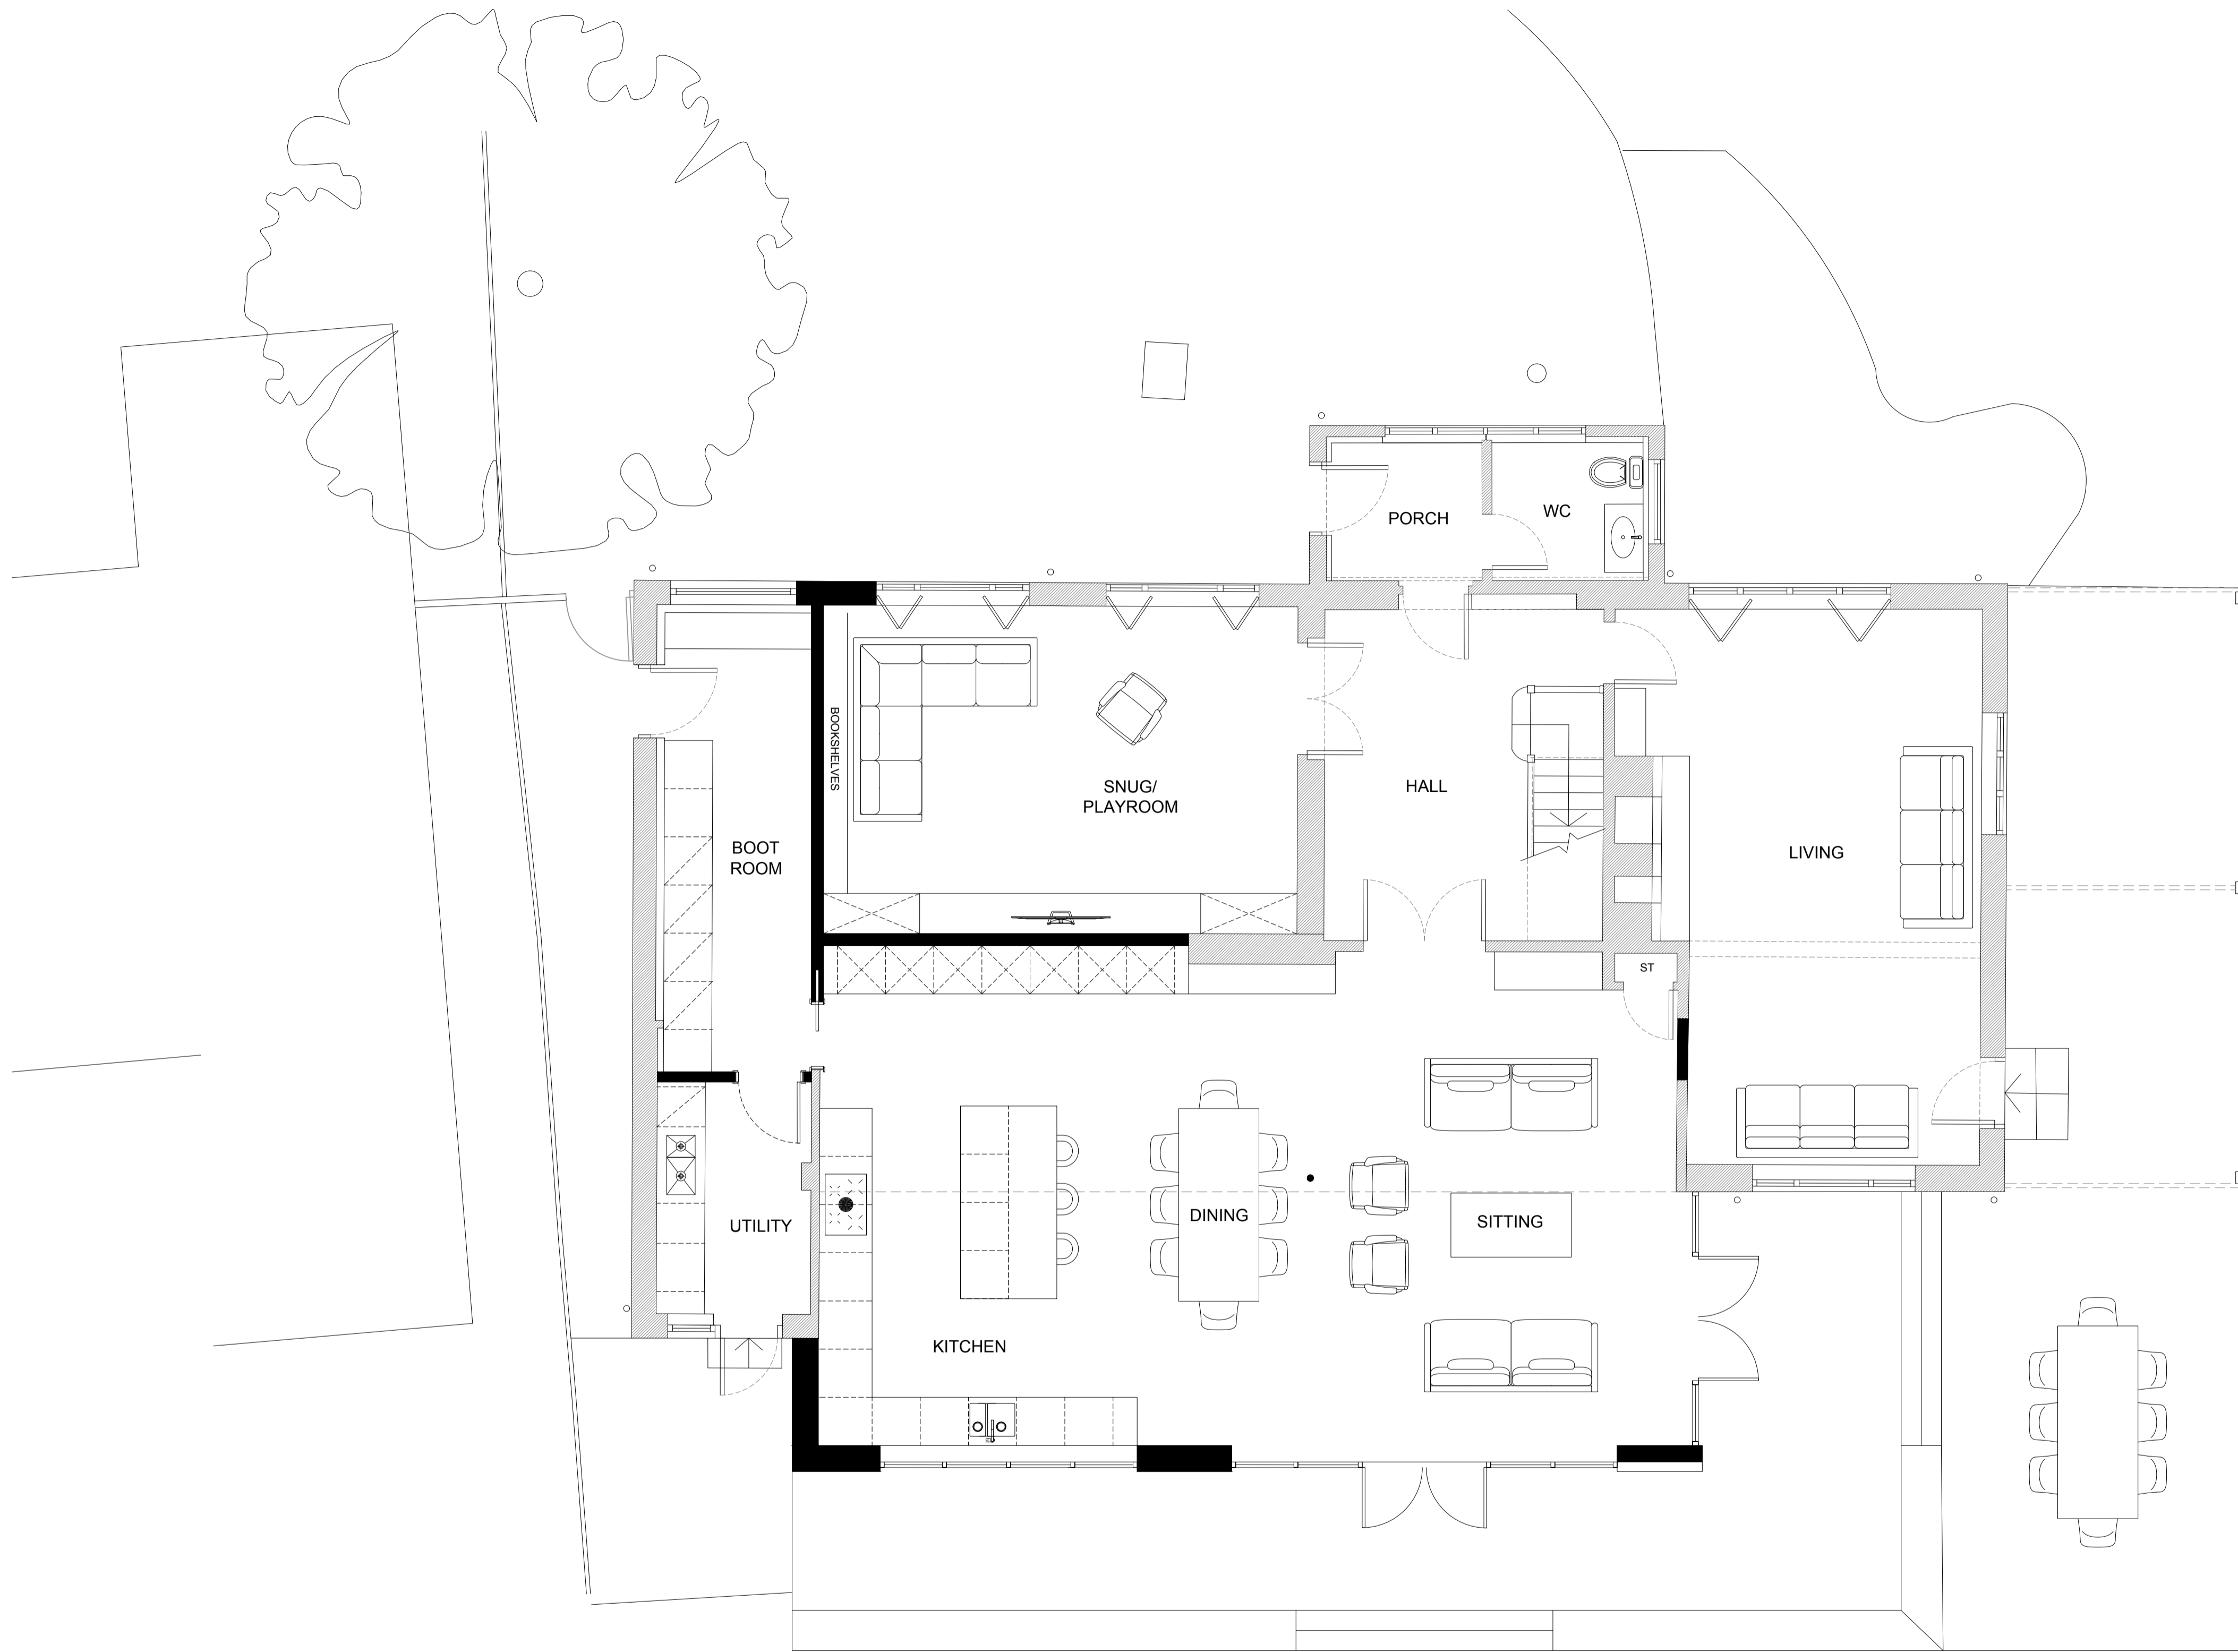 PORCH
WC
BOOKSHELVES
SNUG/
PLAYROOM
HALL
BOOT
ROOM
LIVING
ST
DINING
SITTING
UTILITY
KITCHEN